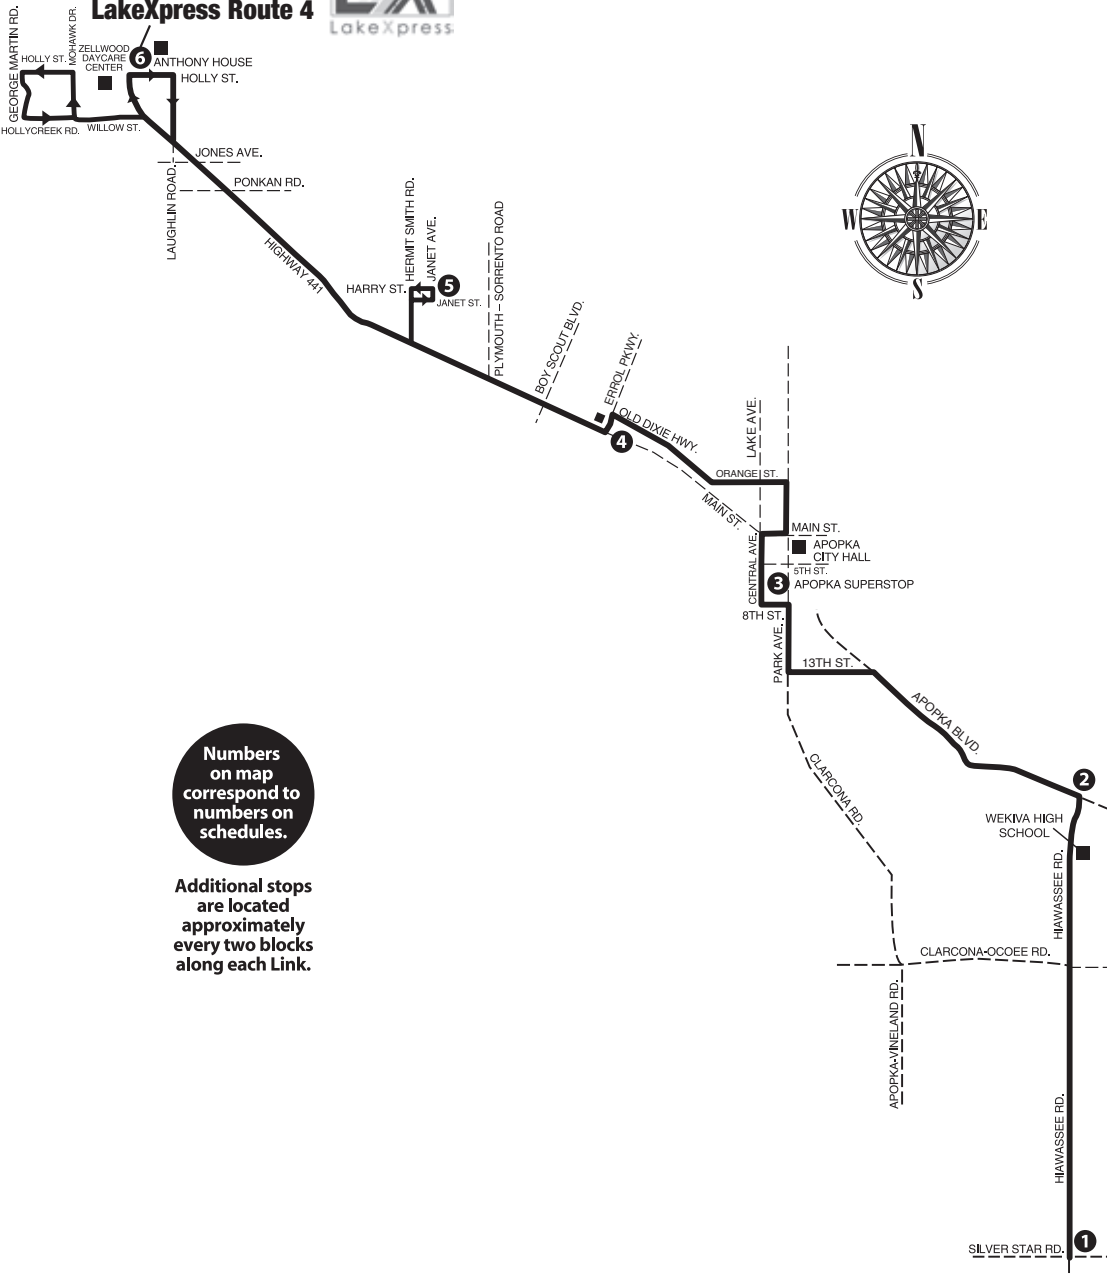 LakeXpress Route 4
LakeXpress
GEORGE MARTIN RD.
MOHAWK DR.
HOLLY ST.
ZELLWOOD
DAYCARE
CENTER
6
ANTHONY HOUSE
HOLLY ST.
HOLLYCREEK RD.
WILLOW ST.
JONES AVE.
PONKAN RD.
LAUGHLIN ROAD.
HIGHWAY 441
HARRY ST.
HERMIT SMITH RD.
JANET AVE.
5
JANET ST.
PLYMOUTH – SORRENTO ROAD
BOY SCOUT BLVD.
ERROL PKWY.
4
OLD DIXIE HWY.
LAKE AVE.
ORANGE ST.
MAIN ST.
MAIN ST.
APOPKA
CITY HALL
CENTRAL AVE.
5TH ST.
3
APOPKA SUPERSTOP
8TH ST.
PARK AVE.
13TH ST.
APOPKA BLVD.
CLARCONA RD.
2
WEKIVA HIGH
SCHOOL
HIAWASSEE RD.
CLARCONA-OCOEE RD.
APOPKA-VINELAND RD.
HIAWASSEE RD.
SILVER STAR RD.
1
N
W
E
S
Numbers
on map
correspond to
numbers on
schedules.
Additional stops
are located
approximately
every two blocks
along each Link.